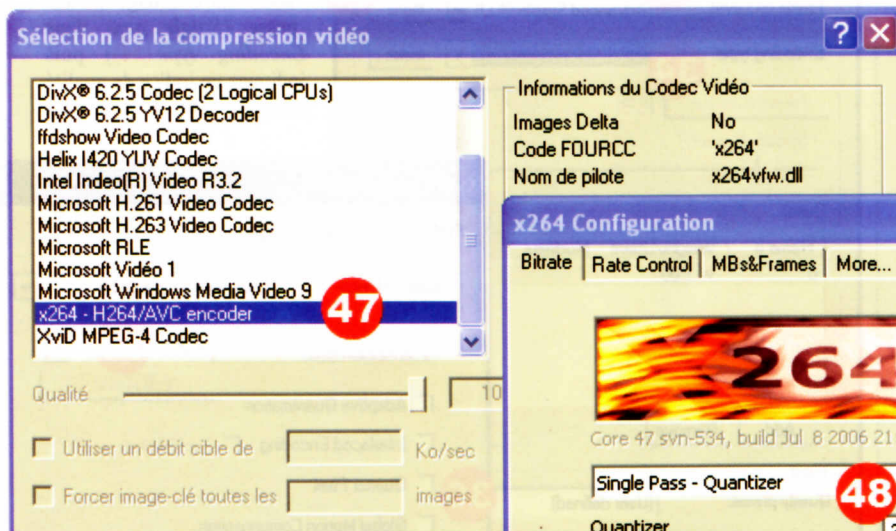 Sélection de la compression vidéo
DivX® 6.2.5 Codec (2 Logical CPUs)
DivX® 6.2.5 YV12 Decoder
ffdshow Video Codec
Helix I420 YUV Codec
Intel Indeo(R) Video R3.2
Microsoft H.261 Video Codec
Microsoft H.263 Video Codec
Microsoft RLE
Microsoft Vidéo 1
Microsoft Windows Media Video 9
x264 - H264/AVC encoder
47
XviD MPEG-4 Codec
Qualité
10
Utiliser un débit cible de
Ko/sec
Forcer image-clé toutes les
images
Informations du Codec Vidéo
Images Delta No
Code FOURCC 'x264'
Nom de pilote x264vfw.dll
x264 Configuration
Bitrate Rate Control MBs&Frames More...
264
Core 47 svn-534, build Jul 8 2006 21
Single Pass - Quantizer
48
Quantizer